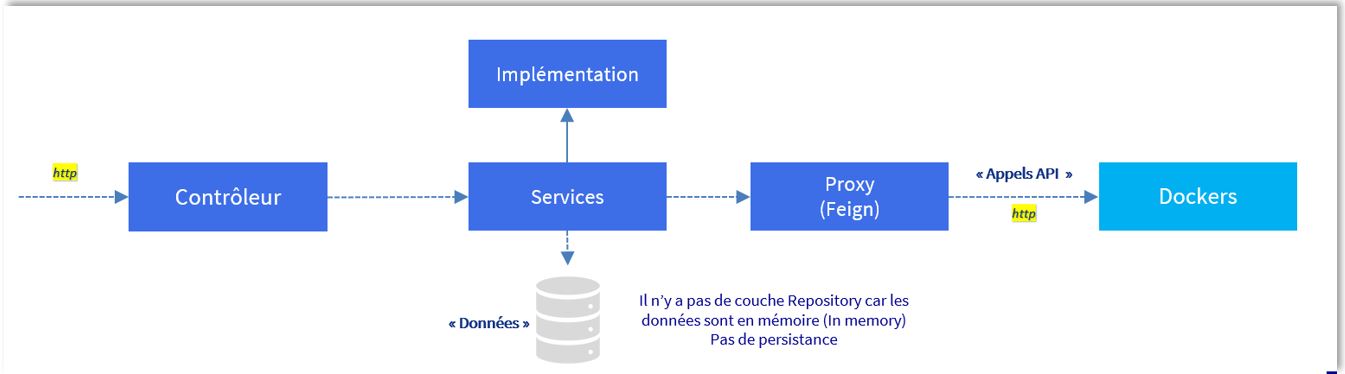 Implémentation
http
Contrôleur
Services
Proxy
(Feign)
« Appels API »
http
Dockers
« Données »
Il n’y a pas de couche Repository car les
données sont en mémoire (In memory)
Pas de persistance